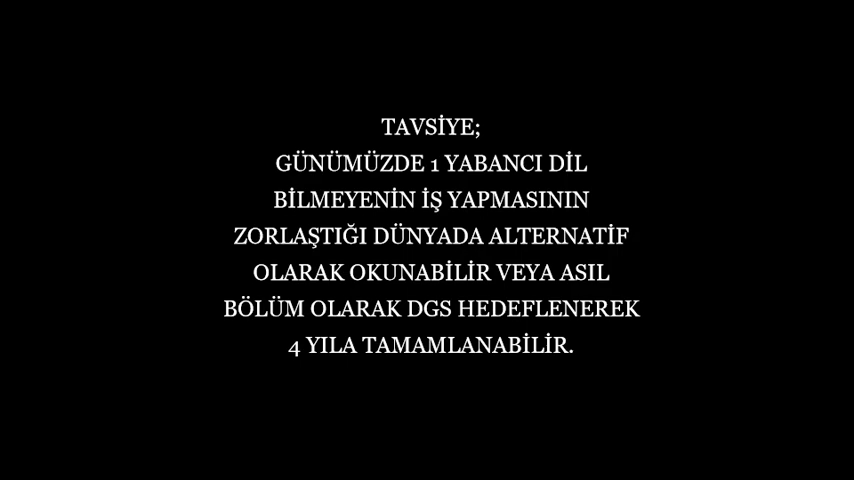 TAVSİYE;
GÜNÜMÜZDE 1 YABANCI DİL
BİLMEYENİN İŞ YAPMASININ
ZORLAŞTIĞI DÜNYADA ALTERNATİF
OLARAK OKUNABİLİR VEYA ASIL
BÖLÜM OLARAK DGS HEDEFLENEREK
4 YILA TAMAMLANABİLİR.